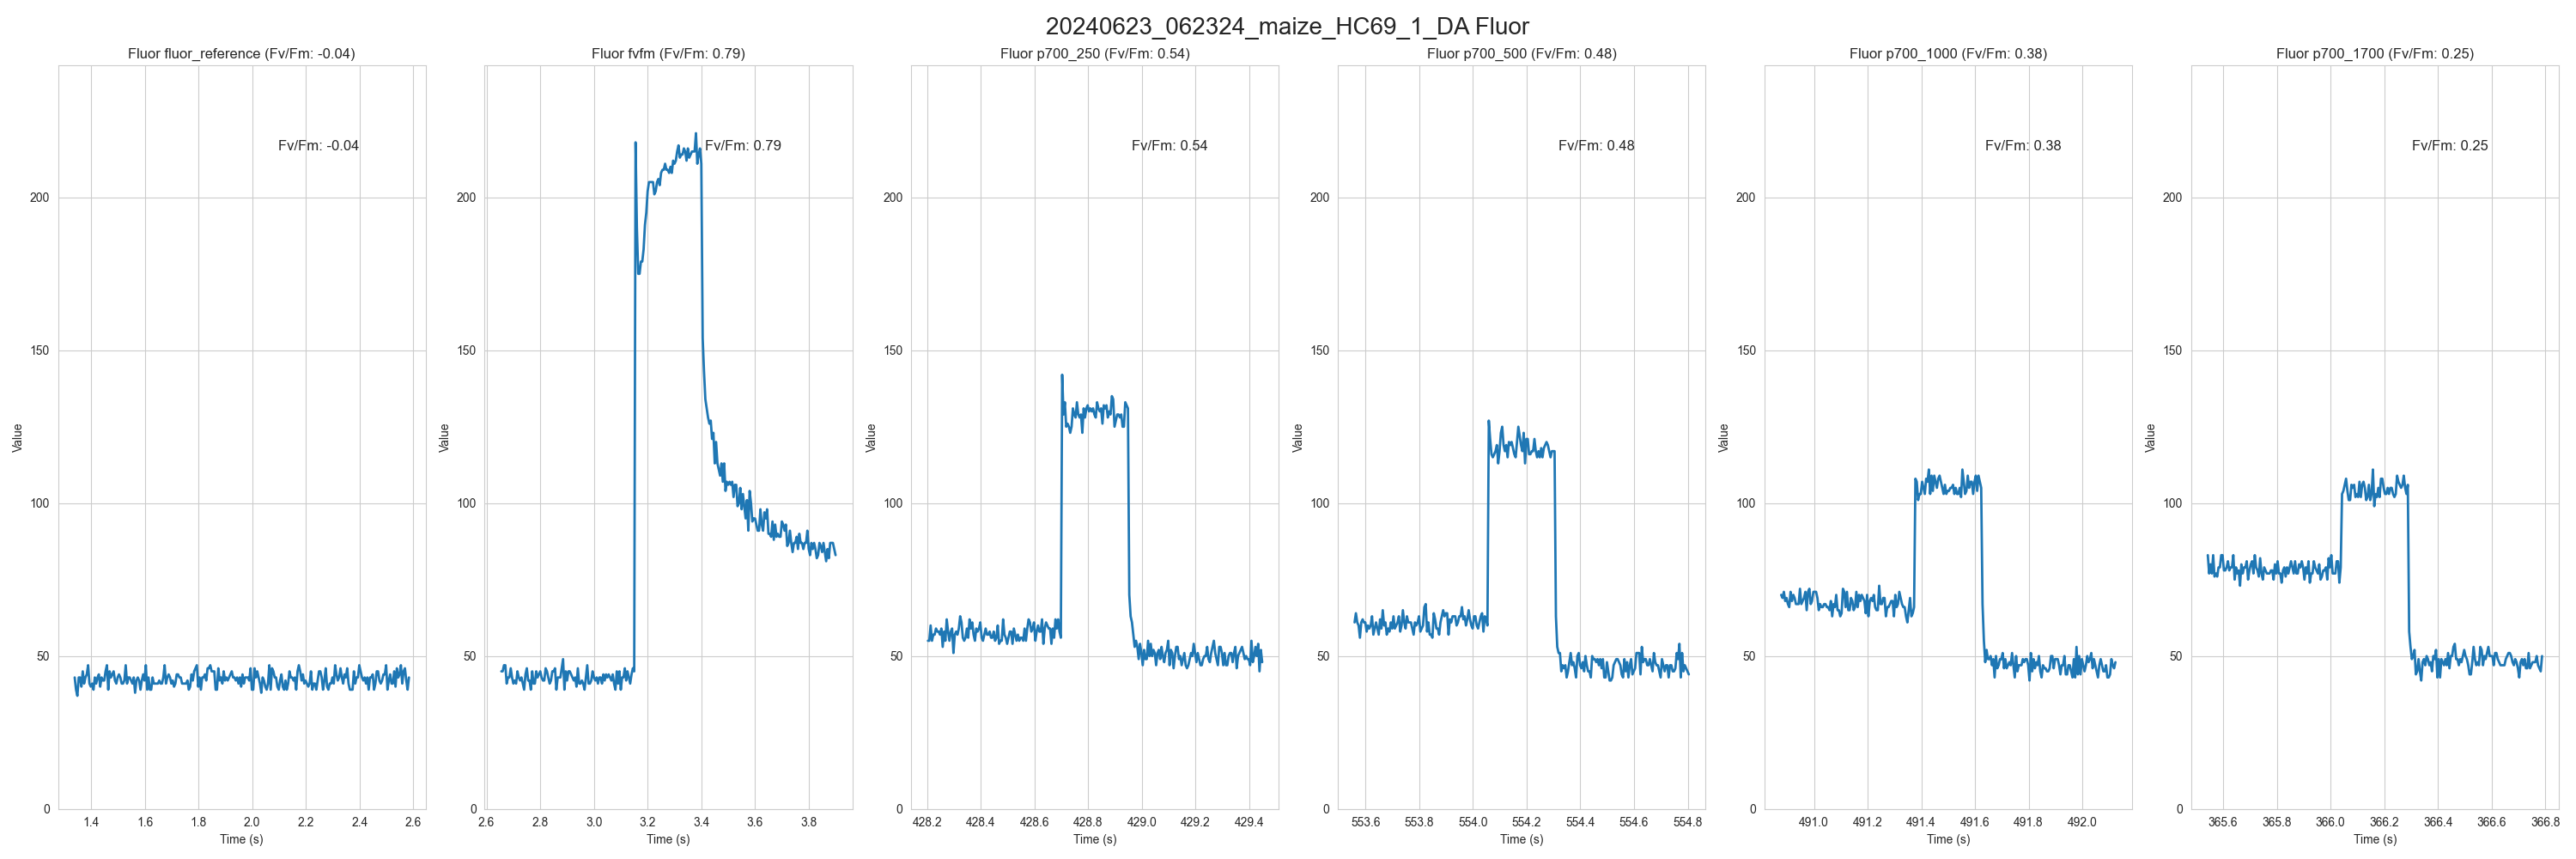 20240623_062324_maize_HC69_1_DA Fluor
Fluor fluor_reference (Fv/Fm: -0.04)
Fv/Fm: -0.04
Value
200
150
100
50
0
1.4 1.6 1.8 2.0 2.2 2.4 2.6
Time (s)
Fluor fvfm (Fv/Fm: 0.79)
Fv/Fm: 0.79
Value
200
150
100
50
0
2.6 2.8 3.0 3.2 3.4 3.6 3.8
Time (s)
Fluor p700_250 (Fv/Fm: 0.54)
Fv/Fm: 0.54
Value
200
150
100
50
0
428.2 428.4 428.6 428.8 429.0 429.2 429.4
Time (s)
Fluor p700_500 (Fv/Fm: 0.48)
Fv/Fm: 0.48
Value
200
150
100
50
0
553.6 553.8 554.0 554.2 554.4 554.6 554.8
Time (s)
Fluor p700_1000 (Fv/Fm: 0.38)
Fv/Fm: 0.38
Value
200
150
100
50
0
491.0 491.2 491.4 491.6 491.8 492.0
Time (s)
Fluor p700_1700 (Fv/Fm: 0.25)
Fv/Fm: 0.25
Value
200
150
100
50
0
365.6 365.8 366.0 366.2 366.4 366.6 366.8
Time (s)